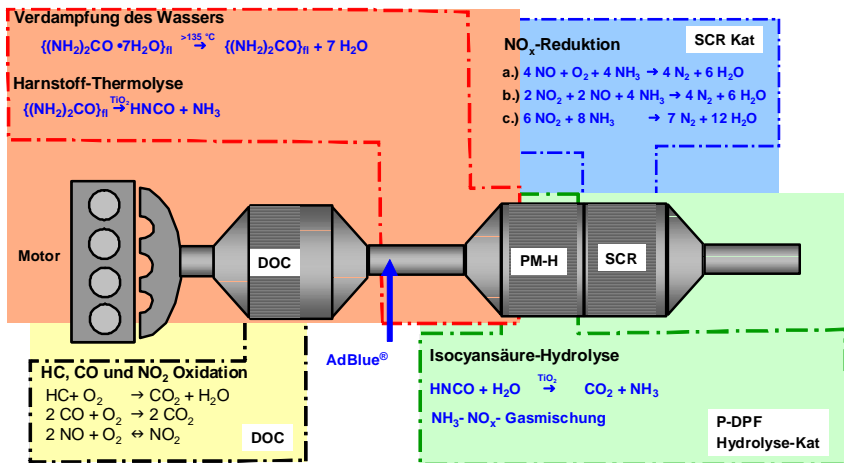 Verdampfung des Wassers
{(NH₂)₂CO •7H₂O}fl >135 °C → {(NH₂)₂CO}fl + 7 H₂O
Harnstoff-Thermolyse
{(NH₂)₂CO}fl TiO₂ → HNCO + NH₃
NOₓ-Reduktion
SCR Kat
a.) 4 NO + O₂ + 4 NH₃ → 4 N₂ + 6 H₂O
b.) 2 NO₂ + 2 NO + 4 NH₃ → 4 N₂ + 6 H₂O
c.) 6 NO₂ + 8 NH₃ → 7 N₂ + 12 H₂O
Motor
DOC
PM-H
SCR
AdBlue®
HC, CO und NO₂ Oxidation
HC+ O₂ → CO₂ + H₂O
2 CO + O₂ → 2 CO₂
2 NO + O₂ ↔ NO₂
DOC
Isocyansäure-Hydrolyse
HNCO + H₂O TiO₂ → CO₂ + NH₃
NH₃- NOₓ- Gasmischung
P-DPF
Hydrolyse-Kat